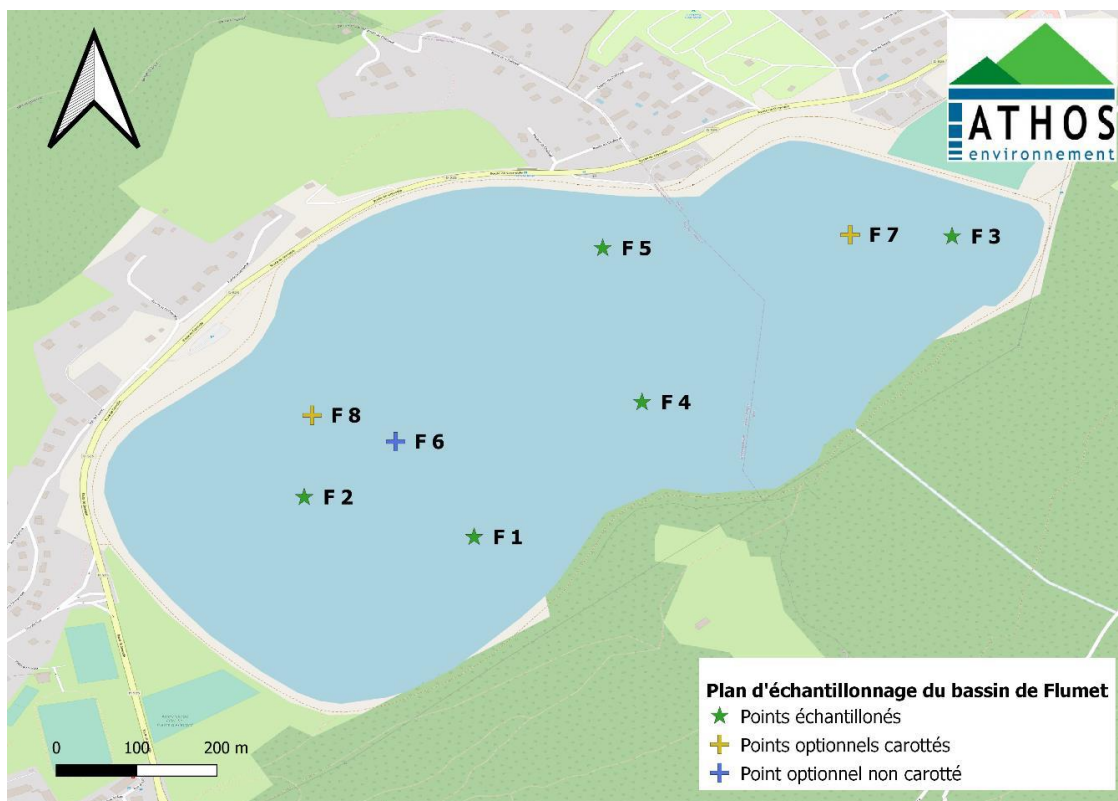 ATHOS
environnement
F 5
F 7
F 3
F 8
F 4
F 6
F 2
F 1
Plan d'échantillonnage du bassin de Flumet
Points échantillonés
Points optionnels carottés
Point optionnel non carotté
0 100 200 m